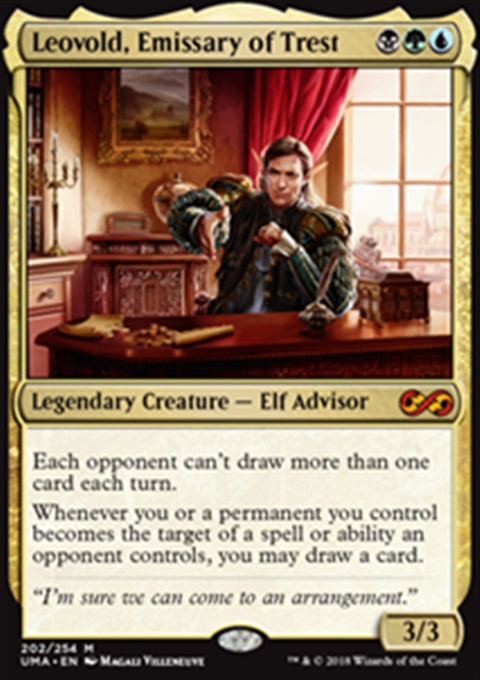 Leovold, Emissary of Trest
Legendary Creature — Elf Advisor
Each opponent can't draw more than one
card each turn.
Whenever you or a permanent you control
becomes the target of a spell or ability an
opponent controls, you may draw a card.
“I'm sure we can come to an arrangement.”
3/3
202/254 M
UMA • EN Magali Villeneuve
™ & © 2018 Wizards of the Coast